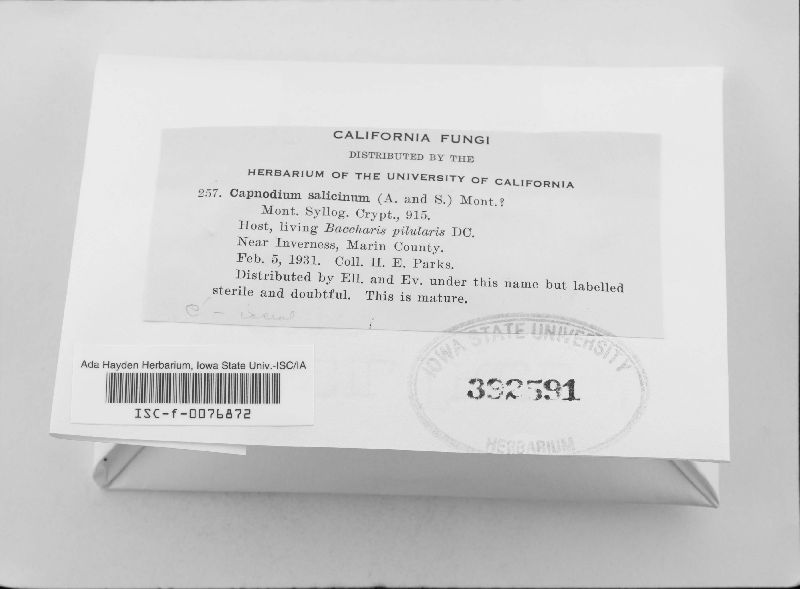 CALIFORNIA FUNGI
DISTRIBUTED BY THE
HERBARIUM OF THE UNIVERSITY OF CALIFORNIA
257. Capnodium salicinum (A. and S.) Mont.?
Mont. Syllog. Crypt., 915.
Host, living Baccharis pilularis DC.
Near Inverness, Marin County.
Feb. 5, 1931. Coll. H. E. Parks.
Distributed by Ell. and Ev. under this name but labelled
sterile and doubtful. This is mature.
IOWA STATE UNIVERSITY
392591
HERBARIUM
Ada Hayden Herbarium, Iowa State Univ.-ISC/IA
ISC-f-0076872